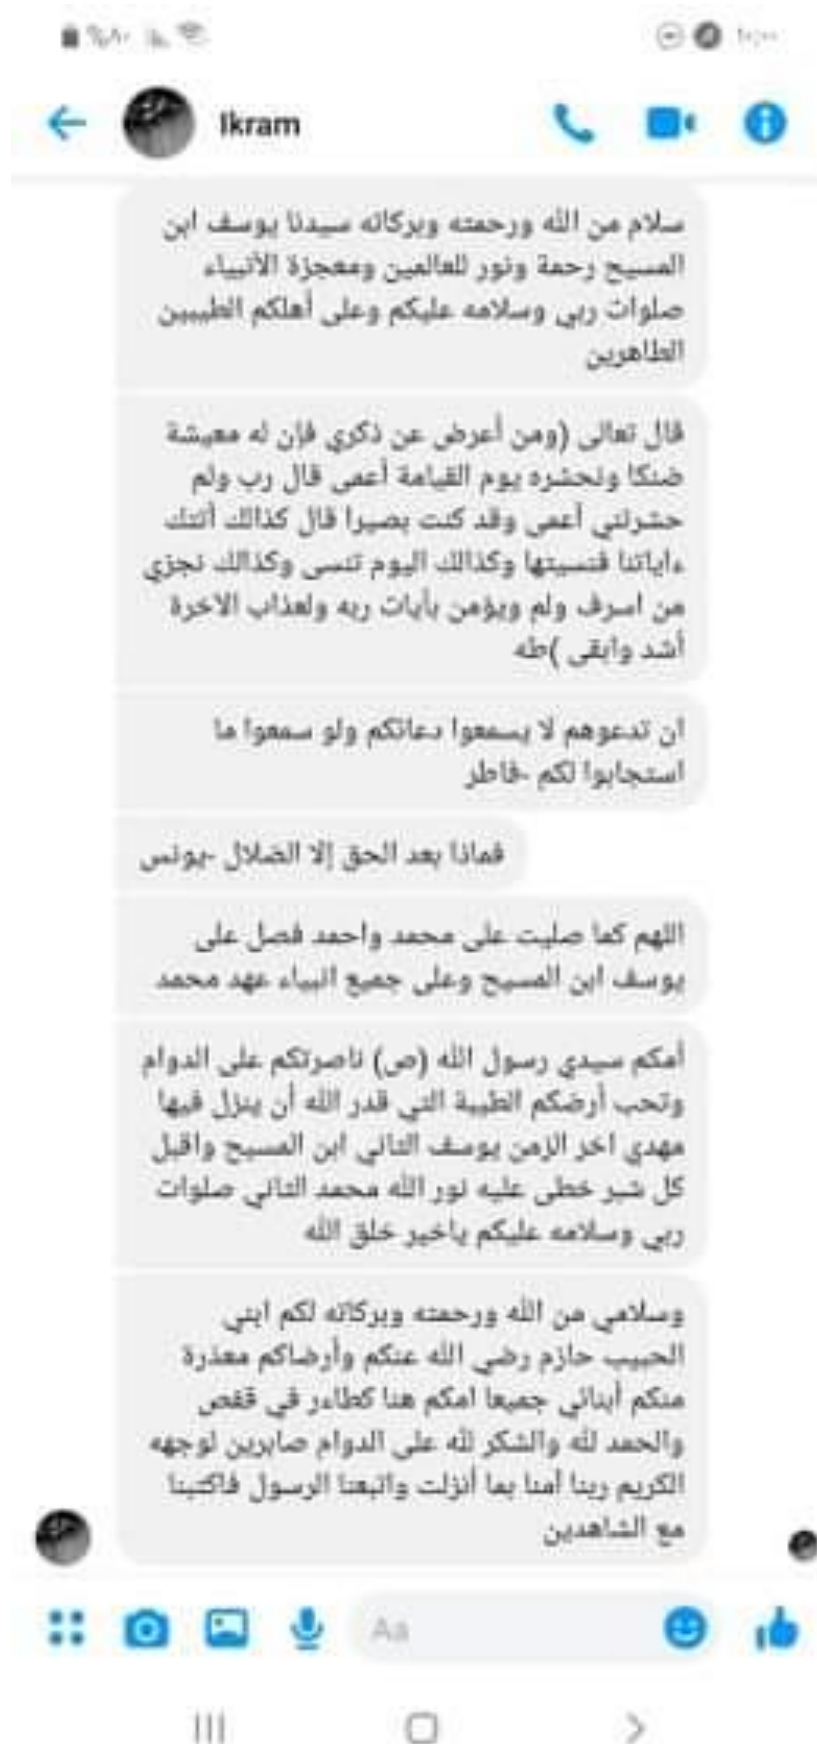 %٨٠
١٠:٠٠
Ikram
سلام من الله ورحمته وبركاته سيدنا يوسف ابن
المسيح رحمة ونور للعالمين ومعجزة الأنبياء
صلوات ربي وسلامه عليكم وعلى أهلكم الطيبين
الطاهرين
قال تعالى (ومن أعرض عن ذكري فإن له معيشة
ضنكا ونحشره يوم القيامة أعمى قال رب ولم
حشرتني أعمى وقد كنت بصيرا قال كذالك أتتك
ءاياتنا فنسيتها وكذالك اليوم تنسى وكذالك نجزي
من اسرف ولم ويؤمن بأيات ربه ولعذاب الاخرة
أشد وابقى )طه
ان تدعوهم لا يسمعوا دعائكم ولو سمعوا ما
استجابوا لكم -فاطر
فماذا بعد الحق إلا الضلال -يونس
اللهم كما صليت على محمد واحمد فصل على
يوسف ابن المسيح وعلى جميع انبياء عهد محمد
أمكم سيدي رسول الله (ص) ناصرتكم على الدوام
وتحب أرضكم الطيبة التي قدر الله أن ينزل فيها
مهدي اخر الزمن يوسف التاني ابن المسيح واقبل
كل شبر خطى عليه نور الله محمد التاني صلوات
ربي وسلامه عليكم ياخير خلق الله
وسلامي من الله ورحمته وبركاته لكم ابني
الحبيب حازم رضي الله عنكم وأرضاكم معذرة
منكم أبنائي جميعا امكم هنا كطاءر في قفص
والحمد لله والشكر لله على الدوام صابرين لوجهه
الكريم ربنا آمنا بما أنزلت واتبعنا الرسول فاكتبنا
مع الشاهدين
Aa